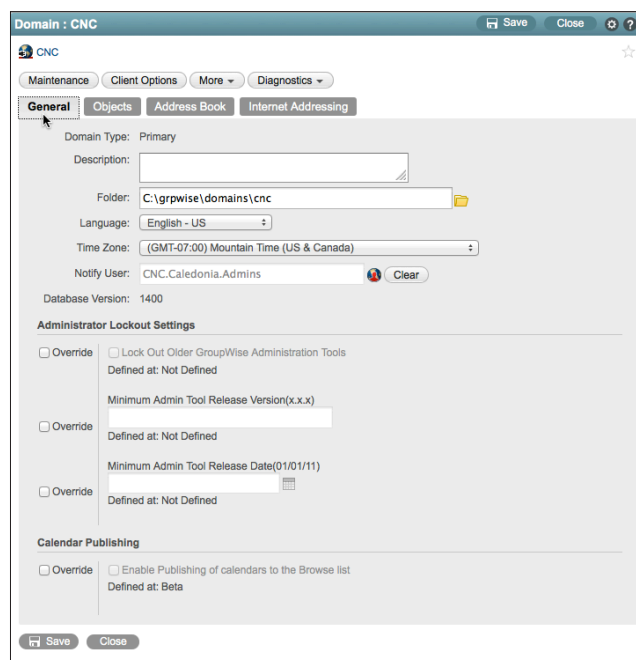 Domain : CNC Save Close ?
CNC
Maintenance Client Options More Diagnostics
General Objects Address Book Internet Addressing
Domain Type: Primary
Description:
Folder: C:\grpwise\domains\cnc
Language: English - US
Time Zone: (GMT-07:00) Mountain Time (US & Canada)
Notify User: CNC.Caledonia.Admins Clear
Database Version: 1400
Administrator Lockout Settings
Override Lock Out Older GroupWise Administration Tools
Defined at: Not Defined
Minimum Admin Tool Release Version(x.x.x)
Override
Defined at: Not Defined
Minimum Admin Tool Release Date(01/01/11)
Override
Defined at: Not Defined
Calendar Publishing
Override Enable Publishing of calendars to the Browse list
Defined at: Beta
Save Close